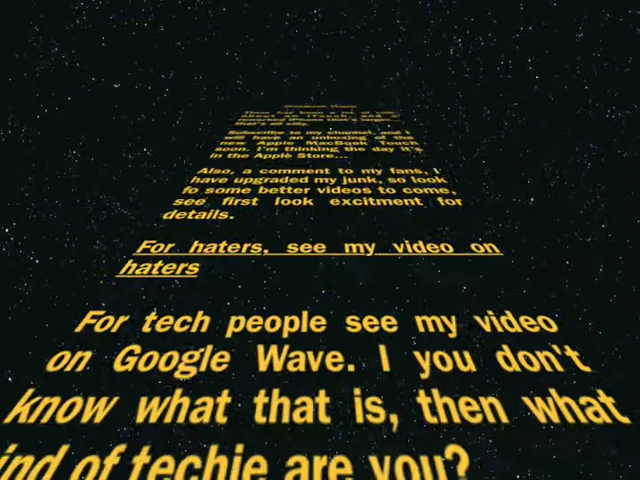 that's all silly.
Subscribe to my channel, and I
will have an unboxing of the
new Apple MacBook Touch
soon. I'm thinking the day it's
in the Apple Store...
Also, a comment to my fans, I
have upgraded my junk, so look
fo some better videos to come,
see first look excitment for
details.
For haters, see my video on
haters
For tech people see my video
on Google Wave. I you don't
know what that is, then what
ind of techie are you?